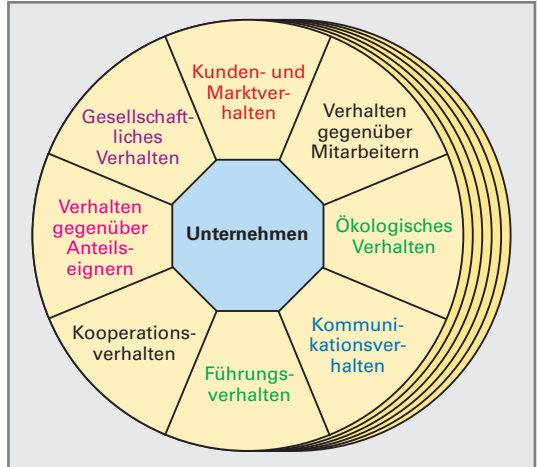 Kunden- und
Marktver-
halten
Verhalten
gegenüber
Mitarbeitern
Ökologisches
Verhalten
Kommuni-
kationsver-
halten
Führungs-
verhalten
Kooperations-
verhalten
Verhalten
gegenüber
Anteils-
eignern
Gesellschaft-
liches
Verhalten
Unternehmen